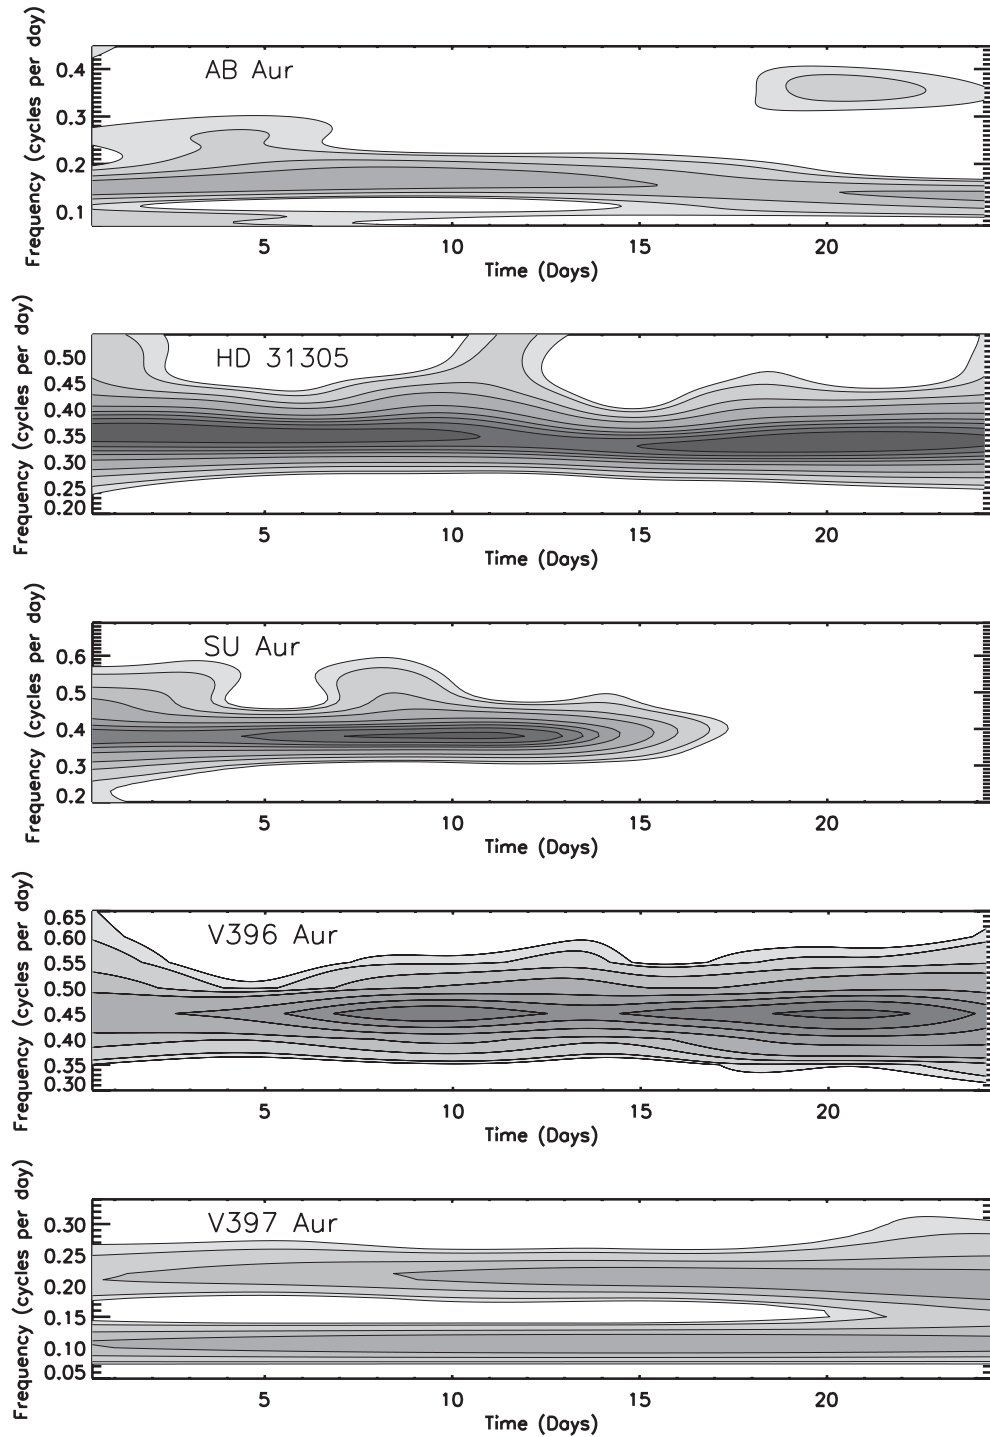 Frequency (cycles per day)
AB Aur
0.4
0.3
0.2
0.1
5 10 15 20
Time (Days)
Frequency (cycles per day)
HD 31305
0.50
0.45
0.40
0.35
0.30
0.25
0.20
5 10 15 20
Time (Days)
Frequency (cycles per day)
SU Aur
0.6
0.5
0.4
0.3
0.2
5 10 15 20
Time (Days)
Frequency (cycles per day)
V396 Aur
0.65
0.60
0.55
0.50
0.45
0.40
0.35
0.30
5 10 15 20
Time (Days)
Frequency (cycles per day)
V397 Aur
0.30
0.25
0.20
0.15
0.10
0.05
5 10 15 20
Time (Days)